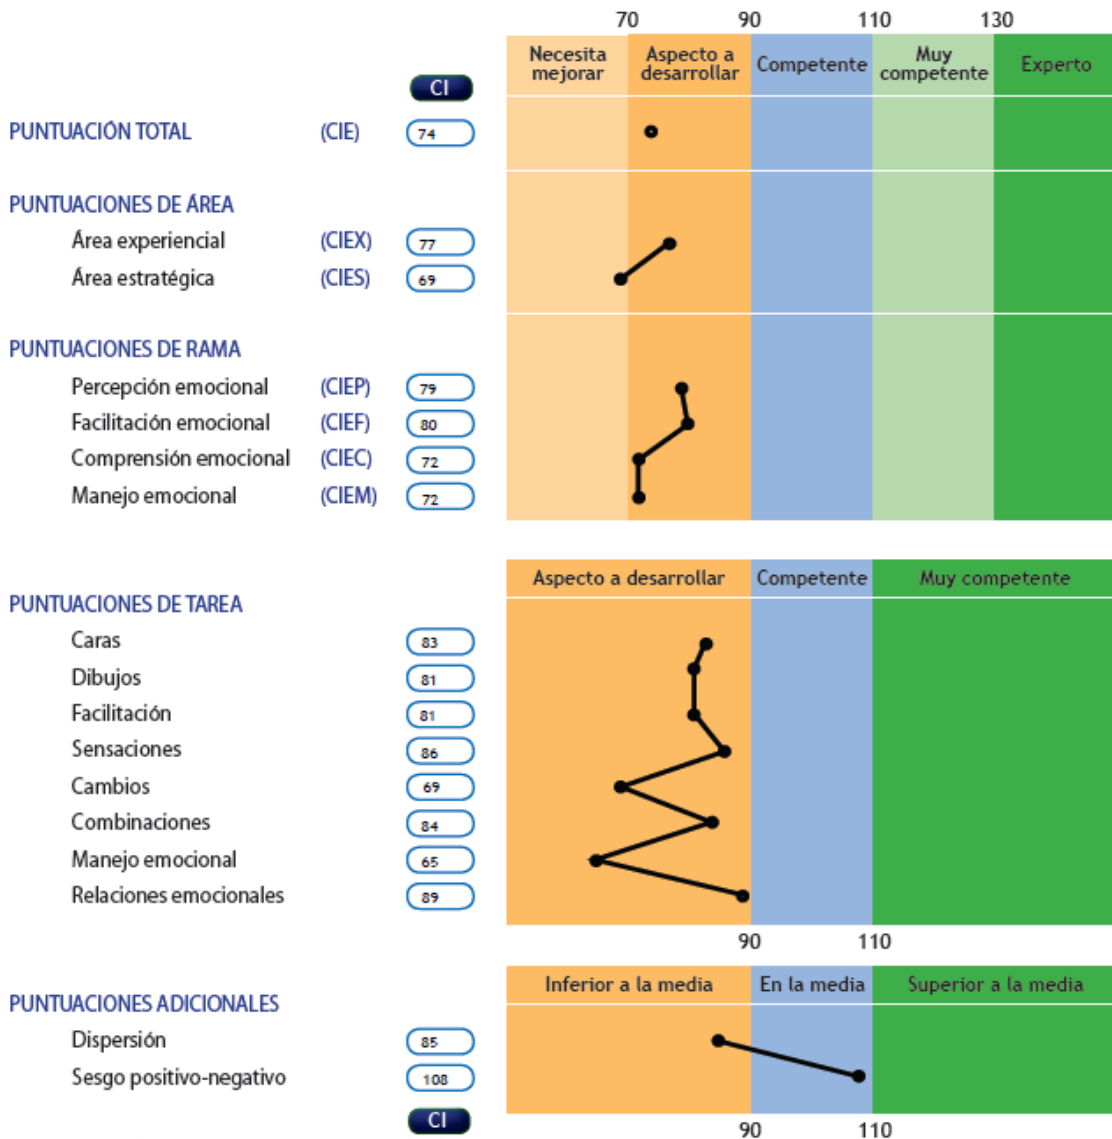 70 90 110 130
Necesita mejorar Aspecto a desarrollar Competente Muy competente Experto
CI
PUNTUACIÓN TOTAL (CIE) 74
PUNTUACIONES DE ÁREA
Área experiencial (CIEX) 77
Área estratégica (CIES) 69
PUNTUACIONES DE RAMA
Percepción emocional (CIEP) 79
Facilitación emocional (CIEF) 80
Comprensión emocional (CIEC) 72
Manejo emocional (CIEM) 72
Aspecto a desarrollar Competente Muy competente
PUNTUACIONES DE TAREA
Caras 83
Dibujos 81
Facilitación 81
Sensaciones 86
Cambios 69
Combinaciones 84
Manejo emocional 65
Relaciones emocionales 89
90 110
Inferior a la media En la media Superior a la media
PUNTUACIONES ADICIONALES
Dispersión 85
Sesgo positivo-negativo 108
CI
90 110